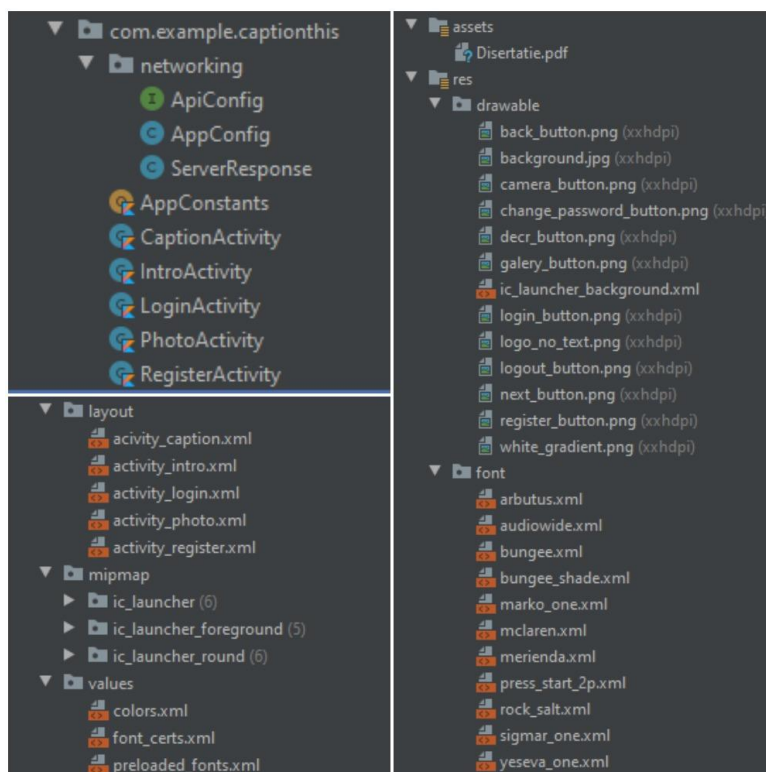 com.example.captionthis
networking
I ApiConfig
C AppConfig
C ServerResponse
AppConstants
CaptionActivity
IntroActivity
LoginActivity
PhotoActivity
RegisterActivity
layout
acivity_caption.xml
activity_intro.xml
activity_login.xml
activity_photo.xml
activity_register.xml
mipmap
ic_launcher (6)
ic_launcher_foreground (5)
ic_launcher_round (6)
values
colors.xml
font_certs.xml
preloaded_fonts.xml
assets
Disertatie.pdf
res
drawable
back_button.png (xxhdpi)
background.jpg (xxhdpi)
camera_button.png (xxhdpi)
change_password_button.png (xxhdpi
decr_button.png (xxhdpi)
galery_button.png (xxhdpi)
ic_launcher_background.xml
login_button.png (xxhdpi)
logo_no_text.png (xxhdpi)
logout_button.png (xxhdpi)
next_button.png (xxhdpi)
register_button.png (xxhdpi)
white_gradient.png (xxhdpi)
font
arbutus.xml
audiowide.xml
bungee.xml
bungee_shade.xml
marko_one.xml
mclaren.xml
merienda.xml
press_start_2p.xml
rock_salt.xml
sigmar_one.xml
yeseva_one.xml